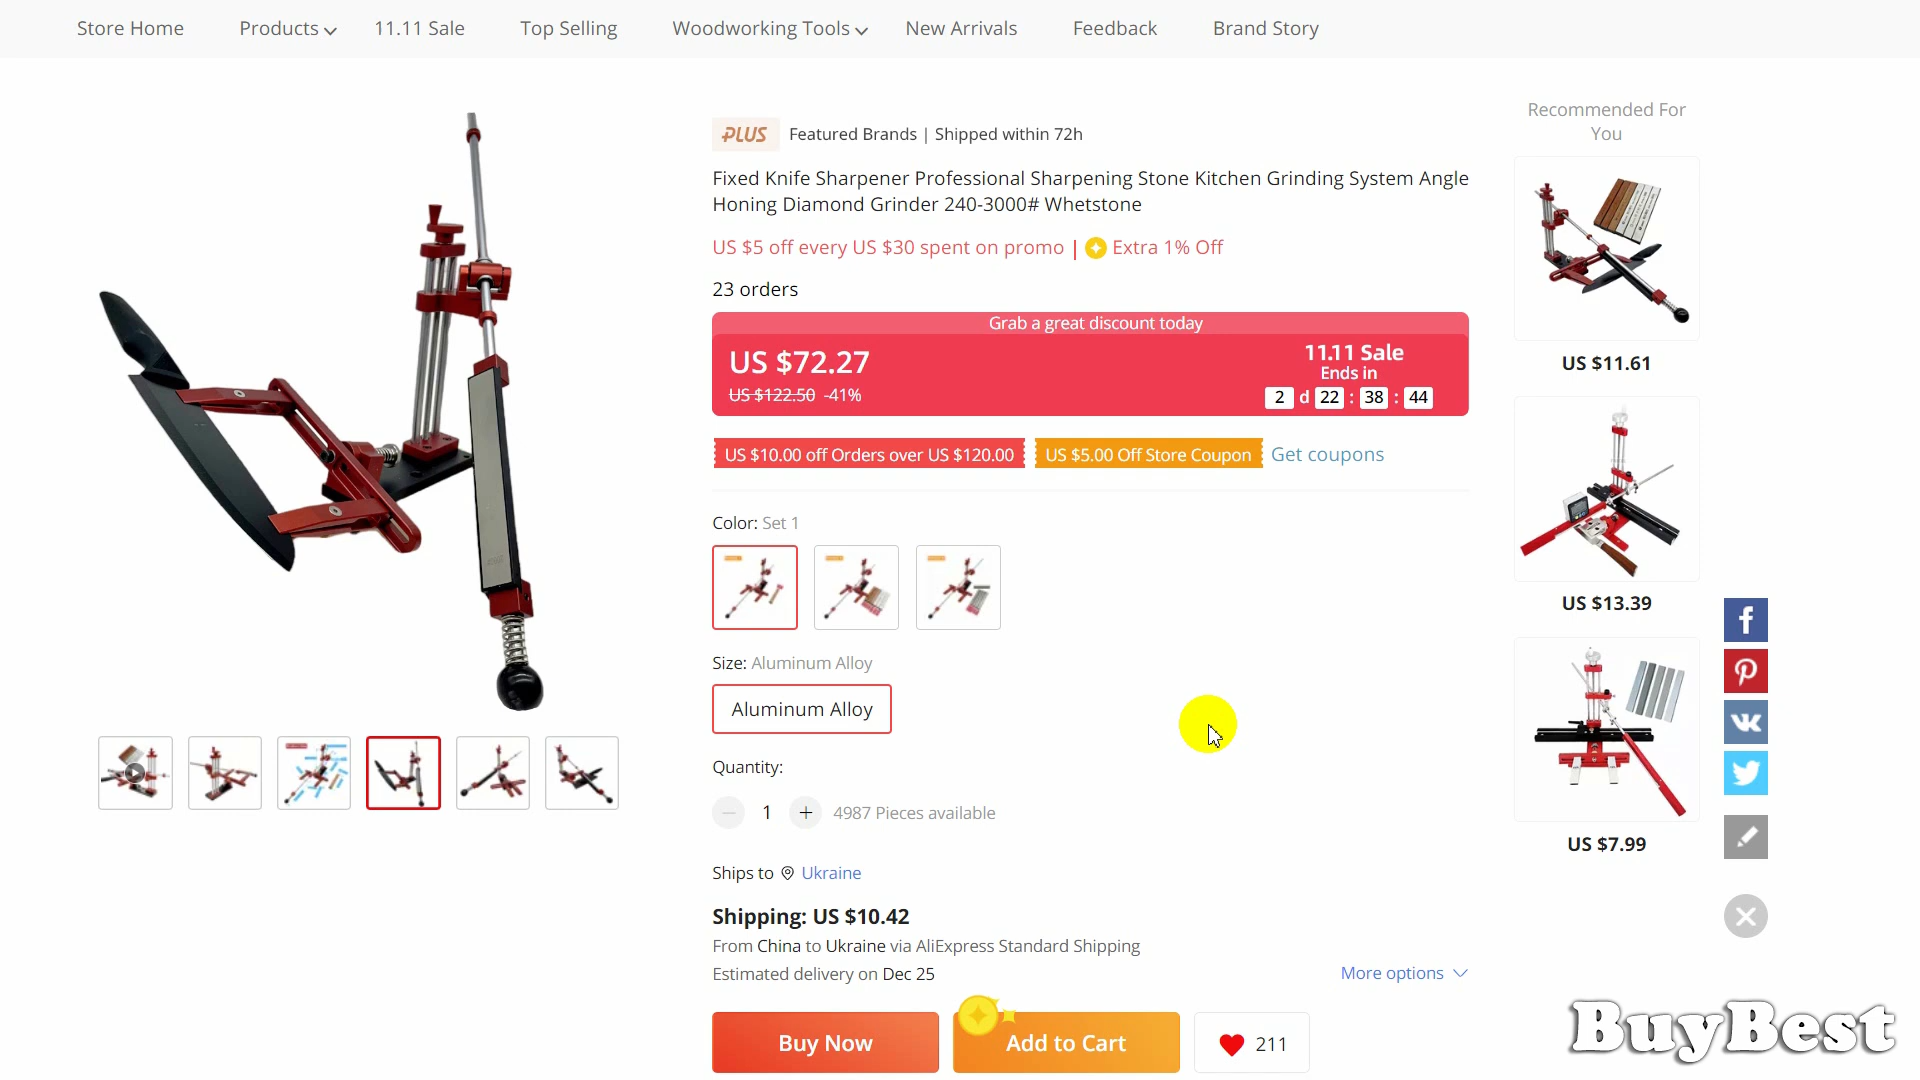 Store Home Products 11.11 Sale Top Selling Woodworking Tools New Arrivals Feedback Brand Story
PLUS Featured Brands | Shipped within 72h
Fixed Knife Sharpener Professional Sharpening Stone Kitchen Grinding System Angle
Honing Diamond Grinder 240-3000# Whetstone
US $5 off every US $30 spent on promo | Extra 1% Off
23 orders
Grab a great discount today
US $72.27
US $122.50 -41%
11.11 Sale
Ends in
2 d 22 : 38 : 44
US $10.00 off Orders over US $120.00 US $5.00 Off Store Coupon Get coupons
Color: Set 1
Size: Aluminum Alloy
Aluminum Alloy
Quantity:
1 + 4987 Pieces available
Ships to Ukraine
Shipping: US $10.42
From China to Ukraine via AliExpress Standard Shipping
Estimated delivery on Dec 25
More options
Buy Now Add to Cart 211
Recommended For
You
US $11.61
US $13.39
US $7.99
BuyBest